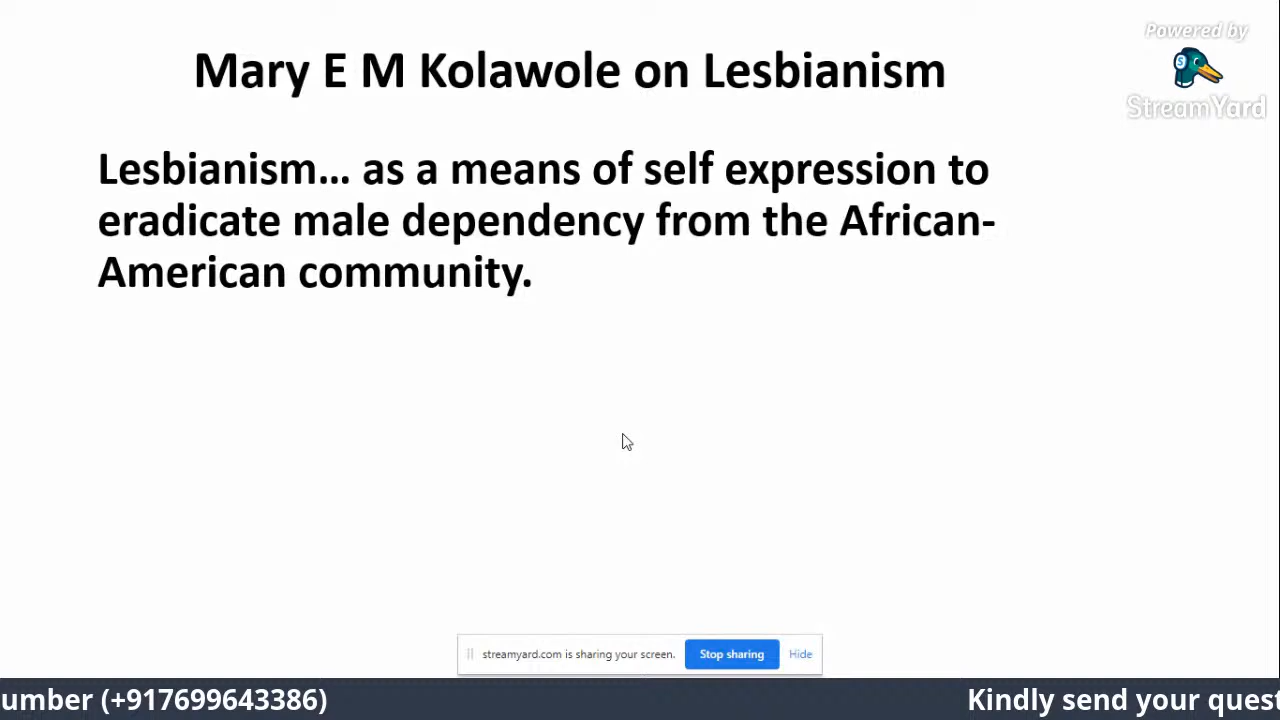 Mary E M Kolawole on Lesbianism
Powered by
StreamYard
Lesbianism… as a means of self expression to
eradicate male dependency from the African-
American community.
streamyard.com is sharing your screen. Stop sharing Hide
umber (+917699643386) Kindly send your quest